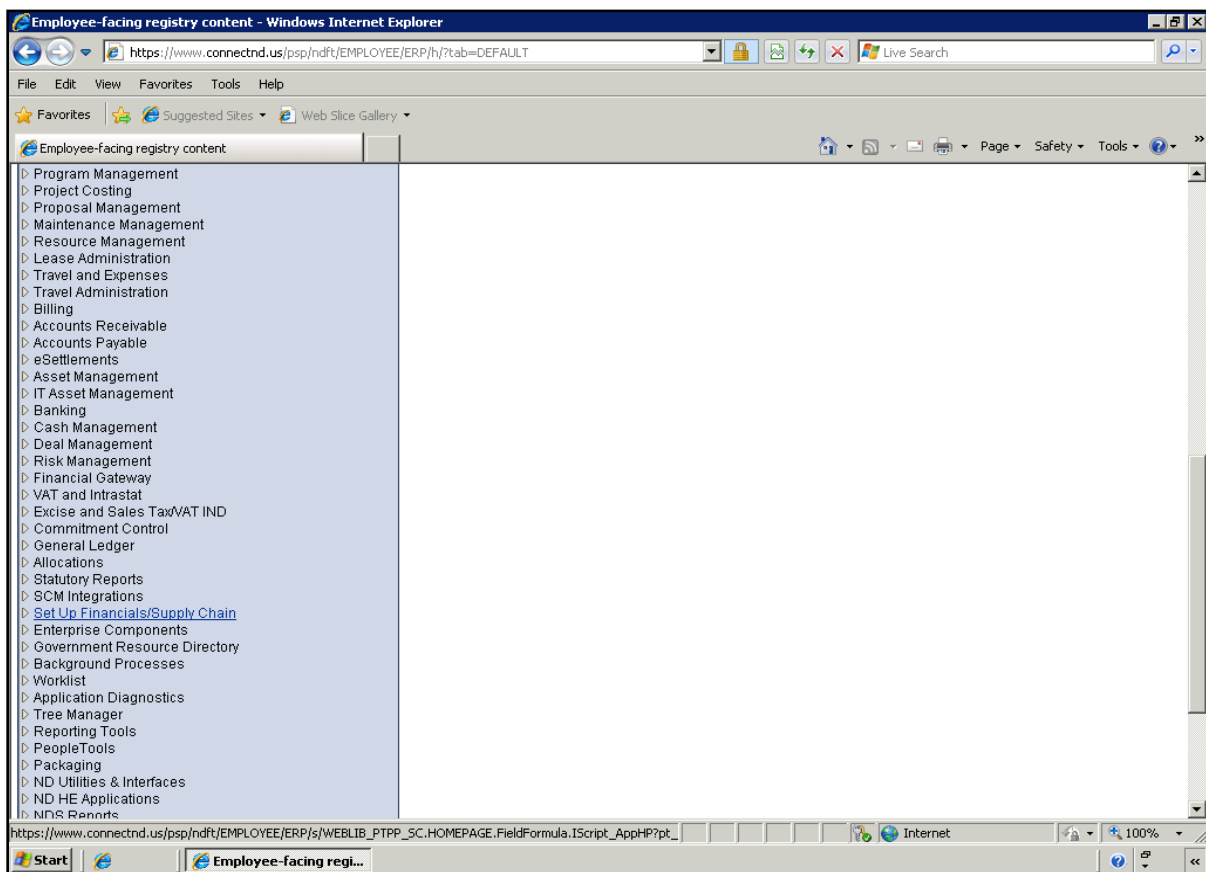 Employee-facing registry content - Windows Internet Explorer
https://www.connectnd.us/psp/ndft/EMPLOYEE/ERP/h/?tab=DEFAULT
Live Search
File Edit View Favorites Tools Help
Favorites Suggested Sites Web Slice Gallery
Employee-facing registry content
Page Safety Tools »
Program Management
Project Costing
Proposal Management
Maintenance Management
Resource Management
Lease Administration
Travel and Expenses
Travel Administration
Billing
Accounts Receivable
Accounts Payable
eSettlements
Asset Management
IT Asset Management
Banking
Cash Management
Deal Management
Risk Management
Financial Gateway
VAT and Intrastat
Excise and Sales Tax/VAT IND
Commitment Control
General Ledger
Allocations
Statutory Reports
SCM Integrations
Set Up Financials/Supply Chain
Enterprise Components
Government Resource Directory
Background Processes
Worklist
Application Diagnostics
Tree Manager
Reporting Tools
PeopleTools
Packaging
ND Utilities & Interfaces
ND HE Applications
NDS Reports
https://www.connectnd.us/psp/ndft/EMPLOYEE/ERP/s/WEBLIB_PTPP_SC.HOMEPAGE.FieldFormula.IScript_AppHP?pt_ Internet 100%
Start Employee-facing regi... «